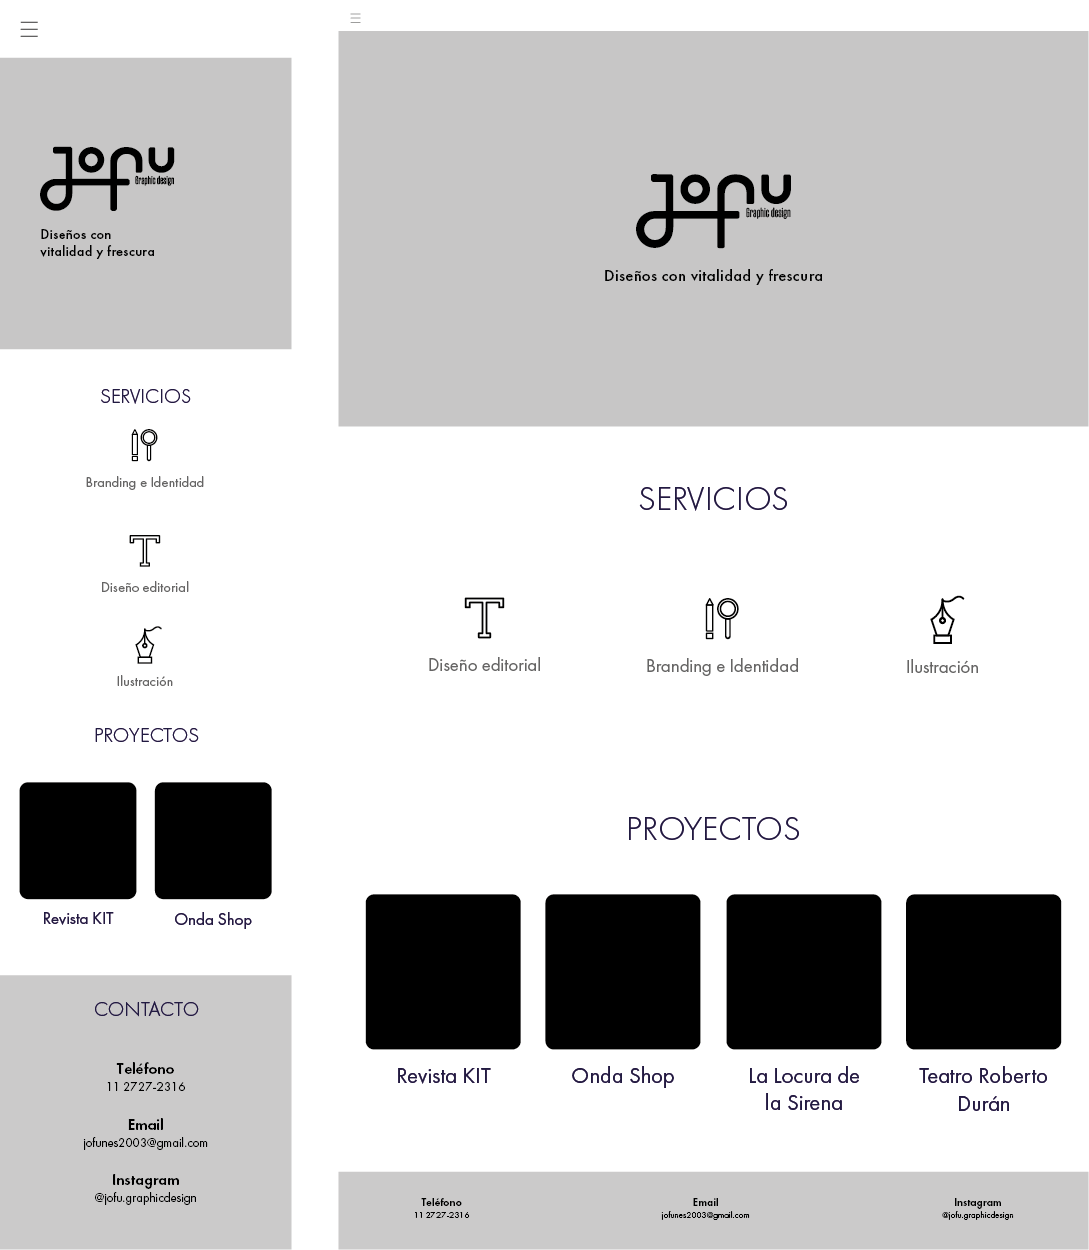 jofu
Graphic design
Diseños con
vitalidad y frescura
SERVICIOS
Branding e Identidad
Diseño editorial
Ilustración
PROYECTOS
Revista KIT
Onda Shop
CONTACTO
Teléfono
11 2727-2316
Email
jofunes2003@gmail.com
Instagram
@jofu.graphicdesign
jofu
Graphic design
Diseños con vitalidad y frescura
SERVICIOS
Diseño editorial
Branding e Identidad
Ilustración
PROYECTOS
Revista KIT
Onda Shop
La Locura de
la Sirena
Teatro Roberto
Durán
Teléfono
11 2727-2316
Email
jofunes2003@gmail.com
Instagram
@jofu.graphicdesign